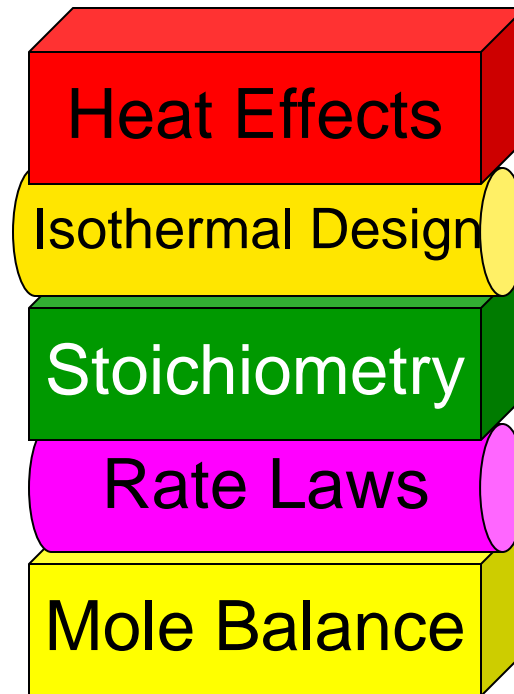 Heat Effects
Isothermal Design
Stoichiometry
Rate Laws
Mole Balance